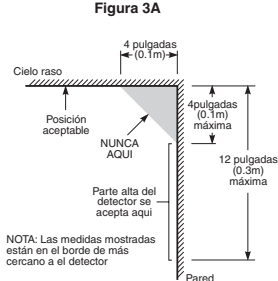 Figura 3A
4 pulgadas
(0.1m)
Cielo raso
Posición
aceptable
NUNCA
AQUI
4pulgadas
(0.1m)
máxima
12 pulgadas
(0.3m)
máxima
Parte alta del
detector se
acepta aqui
NOTA: Las medidas mostradas
están en el borde de más
cercano a el detector
Pared